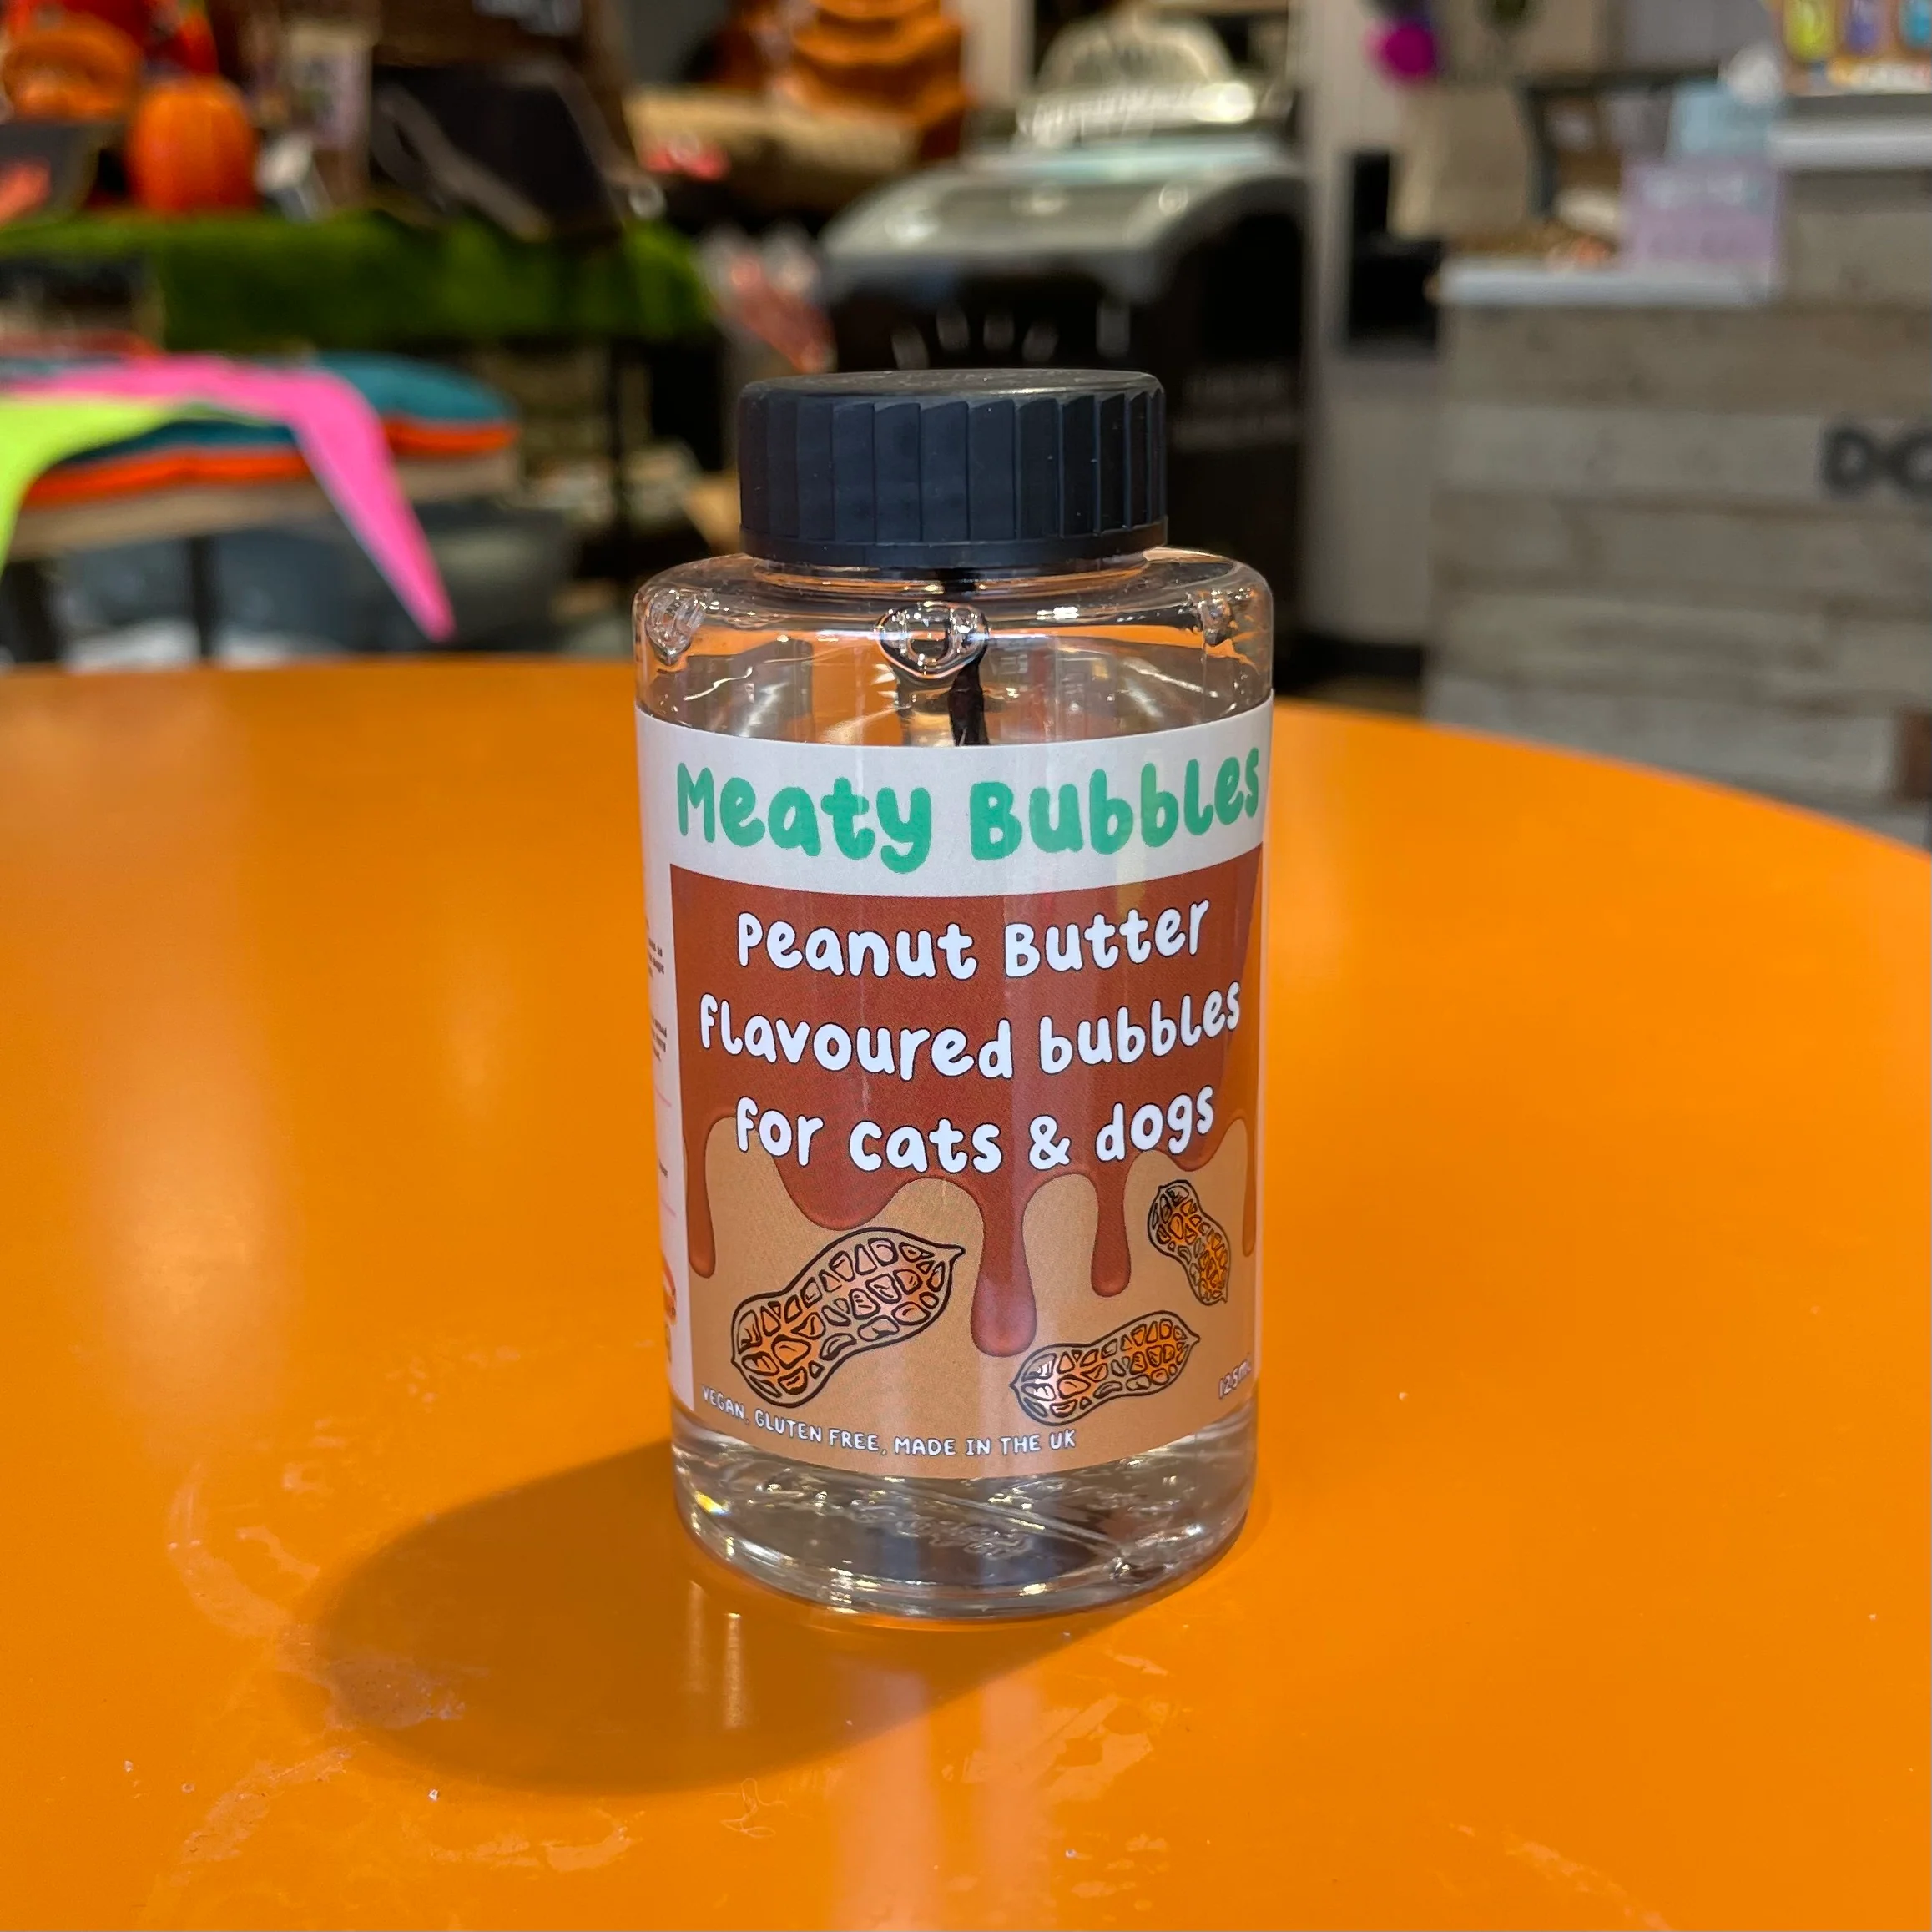 Meaty Bubbles
Peanut Butter
flavoured bubbles
for cats & dogs
VEGAN, GLUTEN FREE, MADE IN THE UK
125ml